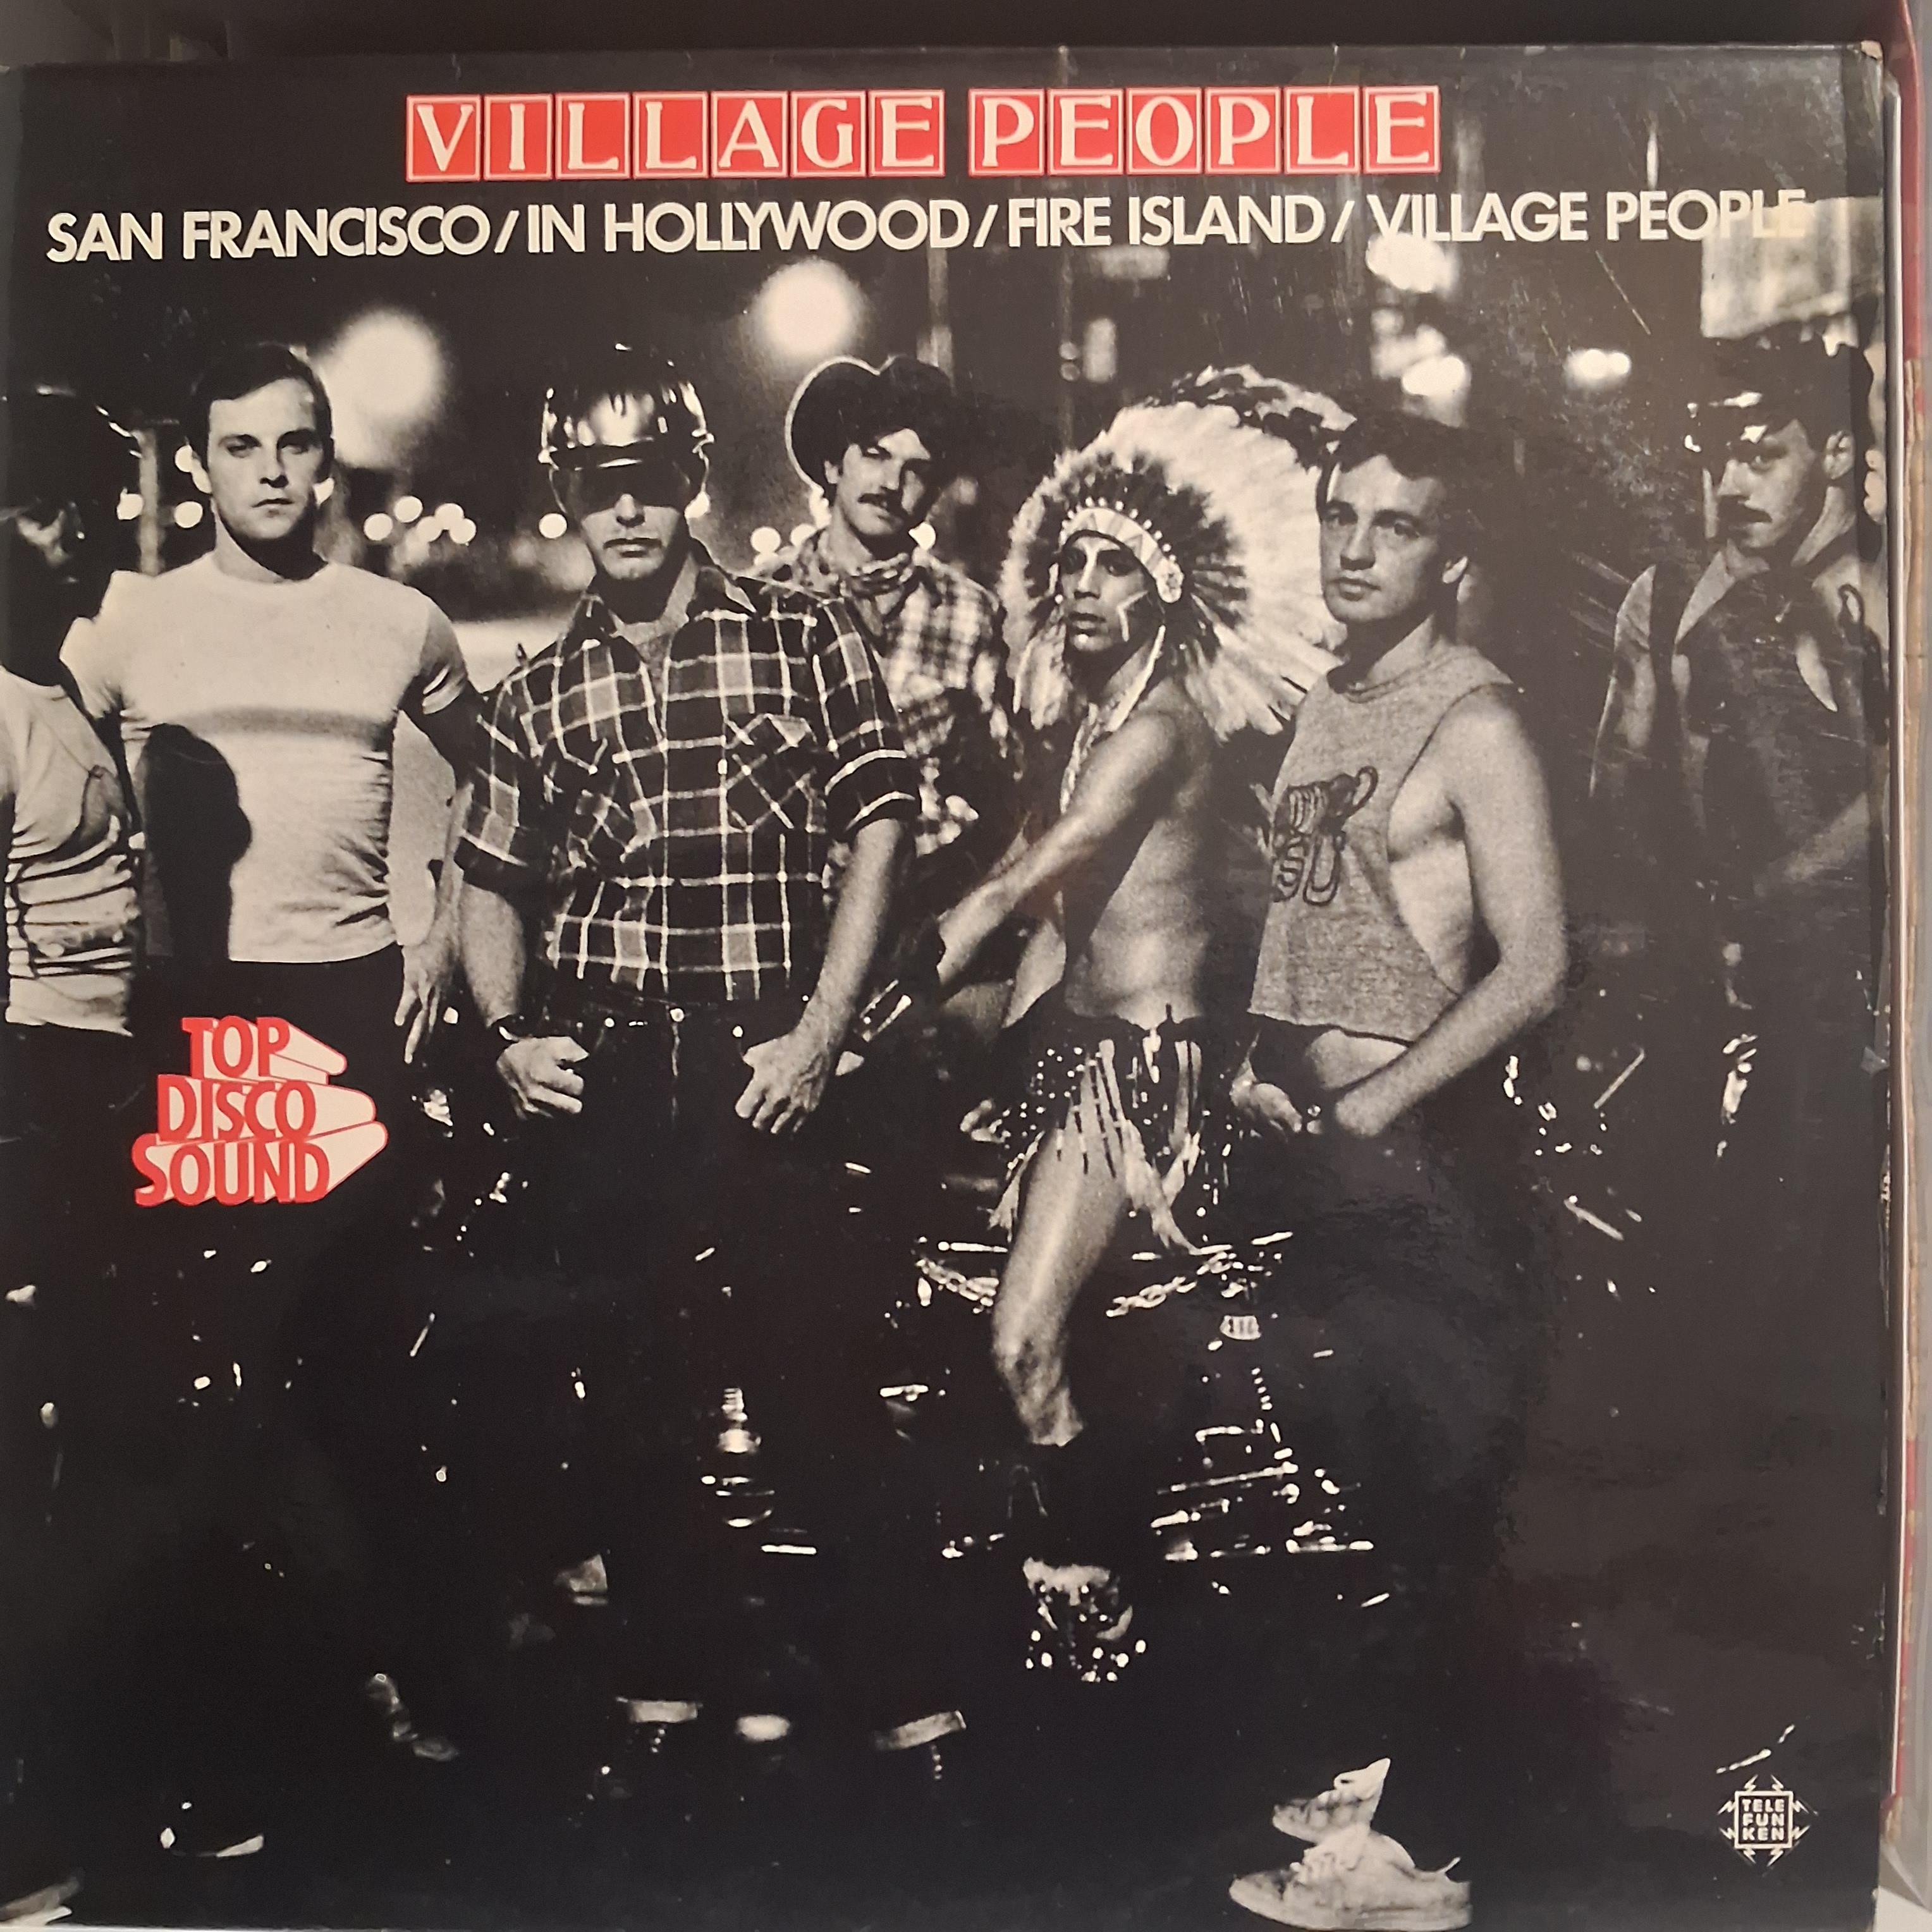 VILLAGE PEOPLE
SAN FRANCISCO/IN HOLLYWOOD/FIRE ISLAND/VILLAGE PEOPLE
TOP
DISCO
SOUND
TELE
FUN
KEN